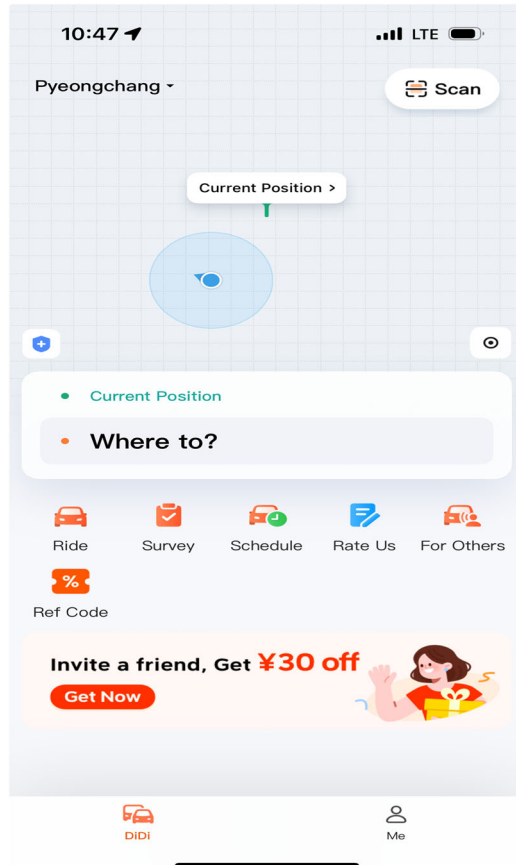 10:47
LTE
Pyeongchang
Scan
Current Position >
Current Position
Where to?
Ride
Survey
Schedule
Rate Us
For Others
%
Ref Code
Invite a friend, Get ¥30 off
Get Now
DiDi
Me